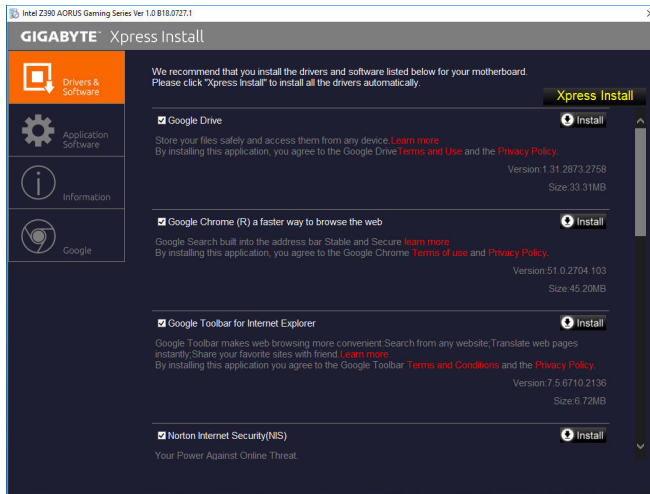 Intel Z390 AORUS Gaming Series Ver 1.0 B18.0727.1
GIGABYTE™ Xpress Install
Drivers &
Software
Application
Software
Information
Google
We recommend that you install the drivers and software listed below for your motherboard.
Please click "Xpress Install" to install all the drivers automatically.
Xpress Install
Google Drive
Install
Store your files safely and access them from any device.Learn more
By installing this application, you agree to the Google DriveTerms and Use and the Privacy Policy.
Version:1.31.2873.2758
Size:33.31MB
Google Chrome (R) a faster way to browse the web
Install
Google Search built into the address bar Stable and Secure learn more
By installing this application, you agree to the Google Chrome Terms of use and Privacy Policy.
Version:51.0.2704.103
Size:45.20MB
Google Toolbar for Internet Explorer
Install
Google Toolbar makes web browsing more convenient.Search from any website;Translate web pages
instantly;Share your favorite sites with friend.Learn more
By installing this application you agree to the Google Toolbar Terms and Conditions and the Privacy Policy.
Version:7.5.6710.2136
Size:6.72MB
Norton Internet Security(NIS)
Install
Your Power Against Online Threat.